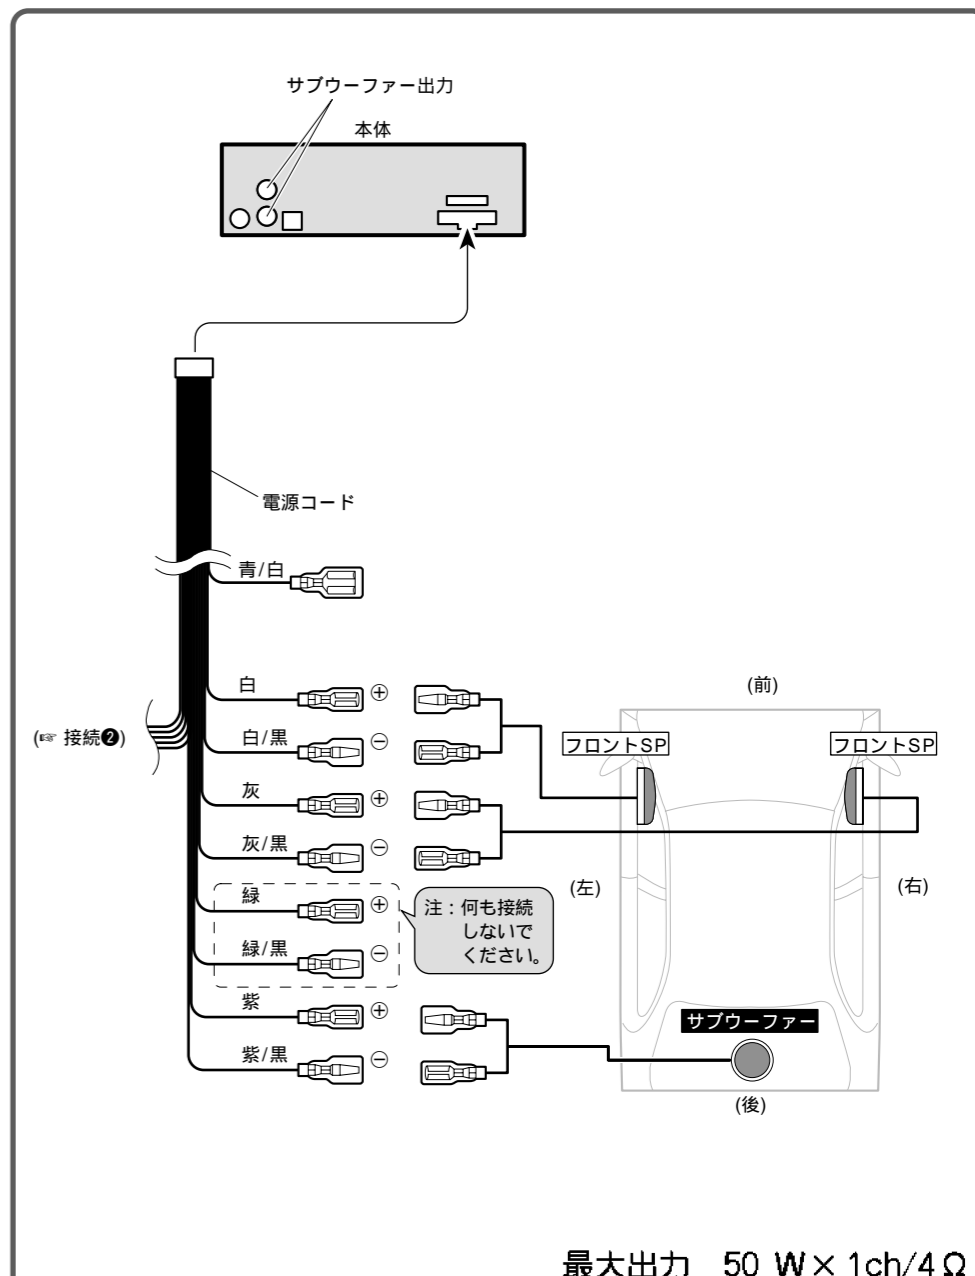 サブウーファー出力
本体
電源コード
青/白
白 ⊕
(☞ 接続❷)
白/黒 ⊖
灰 ⊕
灰/黒 ⊖
緑 ⊕
緑/黒 ⊖
注：何も接続
しないで
ください。
紫 ⊕
紫/黒 ⊖
(前)
フロントSP
フロントSP
(左)
(右)
サブウーファー
(後)
最大出力 50 W× 1ch/4Ω